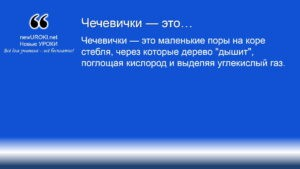 Чечевички — это…
newUROKI.net
Новые УРОКИ
Всё для учителя – всё бесплатно!
Чечевички — это маленькие поры на коре
стебля, через которые дерево "дышит",
поглощая кислород и выделяя углекислый газ.